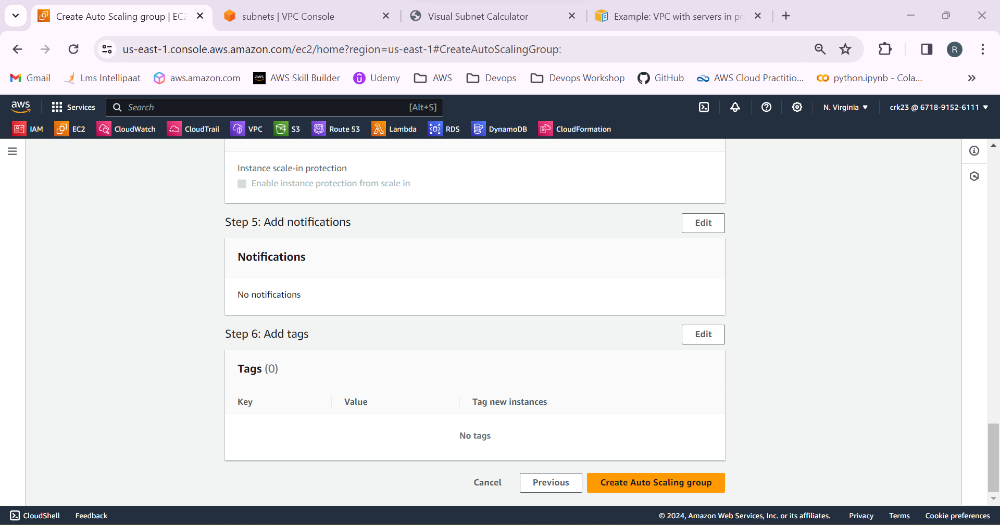 Create Auto Scaling group | EC2
subnets | VPC Console
Visual Subnet Calculator
Example: VPC with servers in pri
us-east-1.console.aws.amazon.com/ec2/home?region=us-east-1#CreateAutoScalingGroup:
R
Gmail
Lms Intellipaat
aws.amazon.com
aws
AWS Skill Builder
Udemy
AWS
Devops
Devops Workshop
GitHub
AWS Cloud Practitio...
python.ipynb - Cola...
aws
Services
Search
[Alt+S]
N. Virginia
crk23 @ 6718-9152-6111
IAM
EC2
CloudWatch
CloudTrail
VPC
S3
Route 53
Lambda
RDS
DynamoDB
CloudFormation
Instance scale-in protection
Enable instance protection from scale in
Step 5: Add notifications
Edit
Notifications
No notifications
Step 6: Add tags
Edit
Tags (0)
Key
Value
Tag new instances
No tags
Cancel
Previous
Create Auto Scaling group
CloudShell
Feedback
© 2024, Amazon Web Services, Inc. or its affiliates.
Privacy
Terms
Cookie preferences